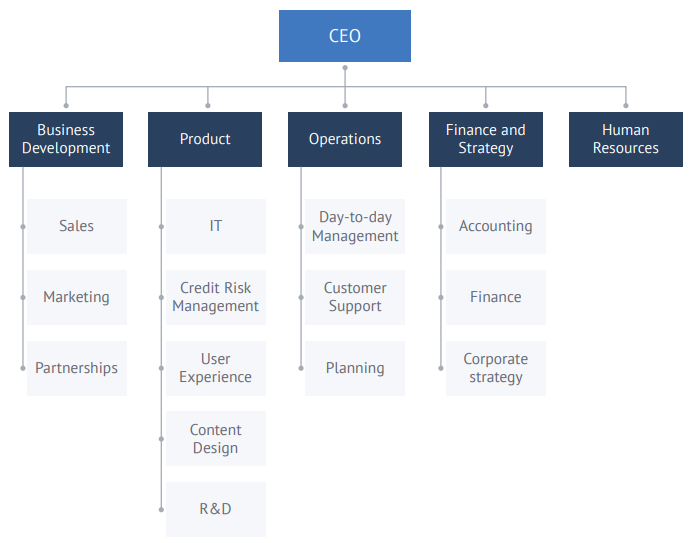 CEO
Business
Development
Product
Operations
Finance and
Strategy
Human
Resources
Sales
Marketing
Partnerships
IT
Credit Risk
Management
User
Experience
Content
Design
R&D
Day-to-day
Management
Customer
Support
Planning
Accounting
Finance
Corporate
strategy